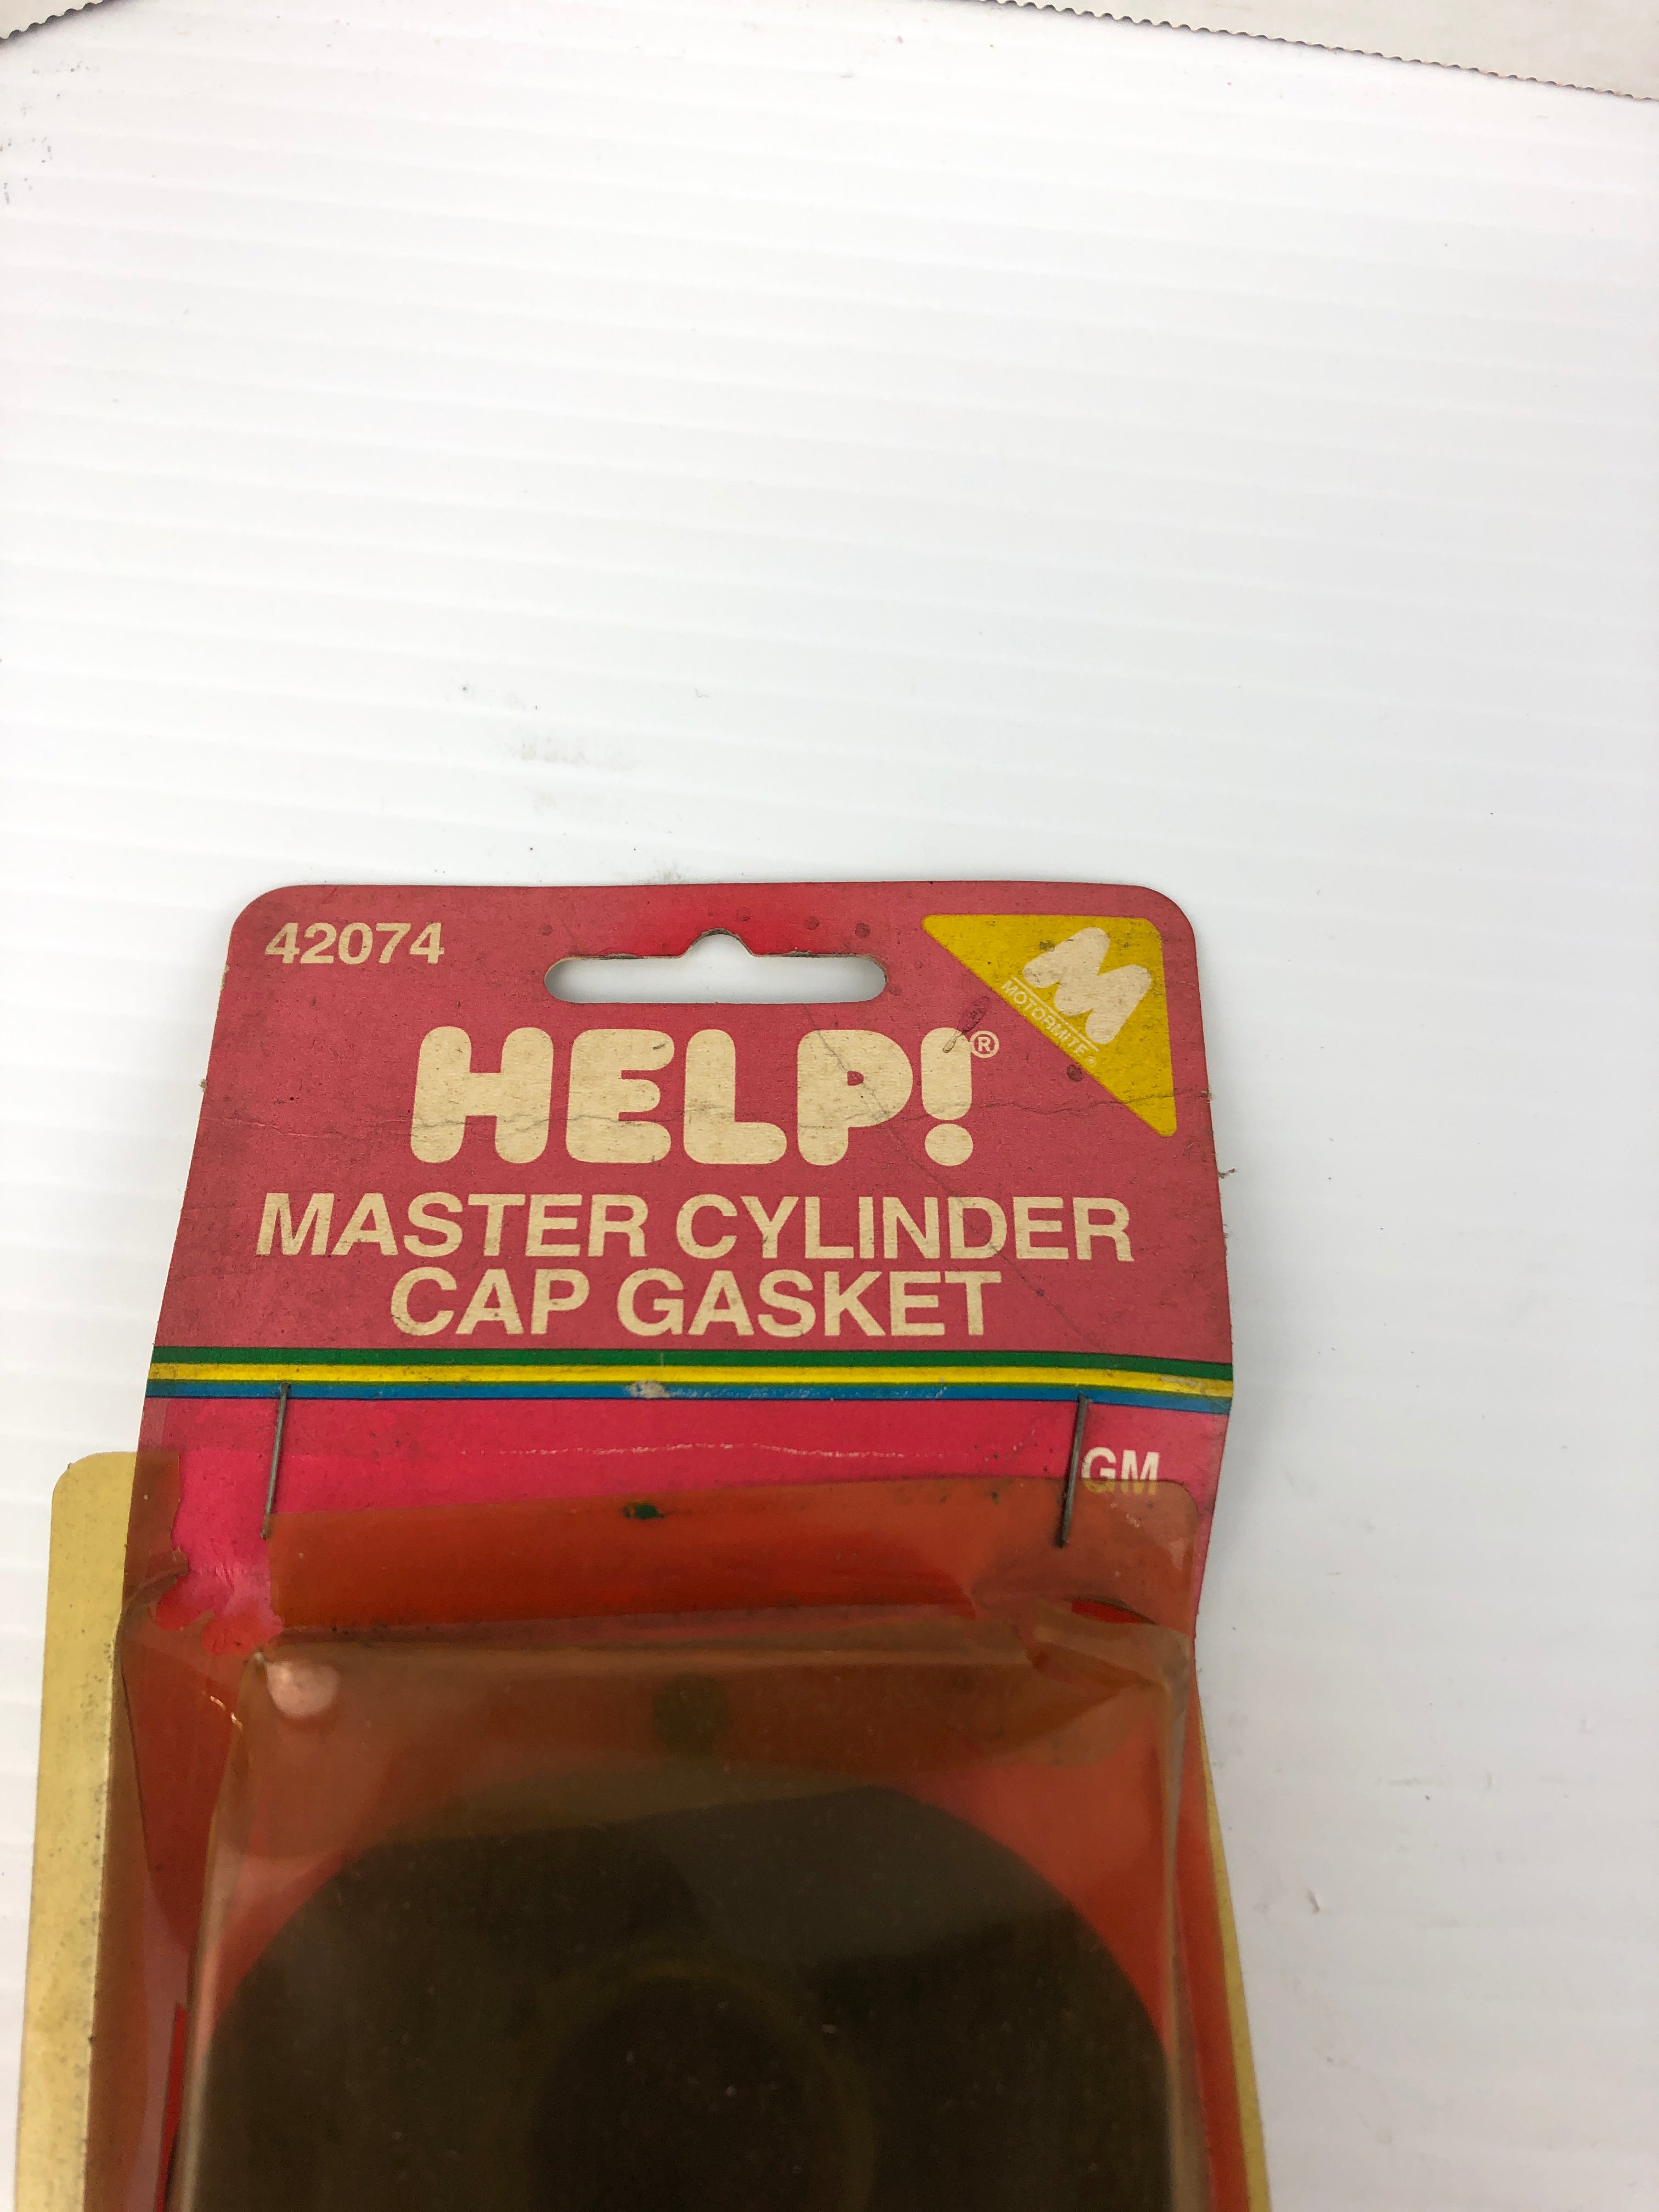 42074
M
MOTORMITE®
HELP!®
MASTER CYLINDER
CAP GASKET
GM